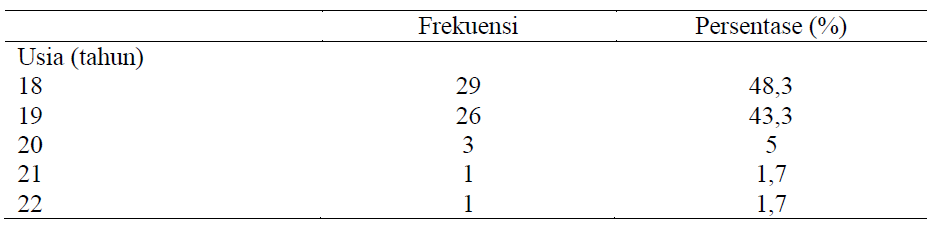 Frekuensi Persentase (%)
Usia (tahun)
18 29 48,3
19 26 43,3
20 3 5
21 1 1,7
22 1 1,7